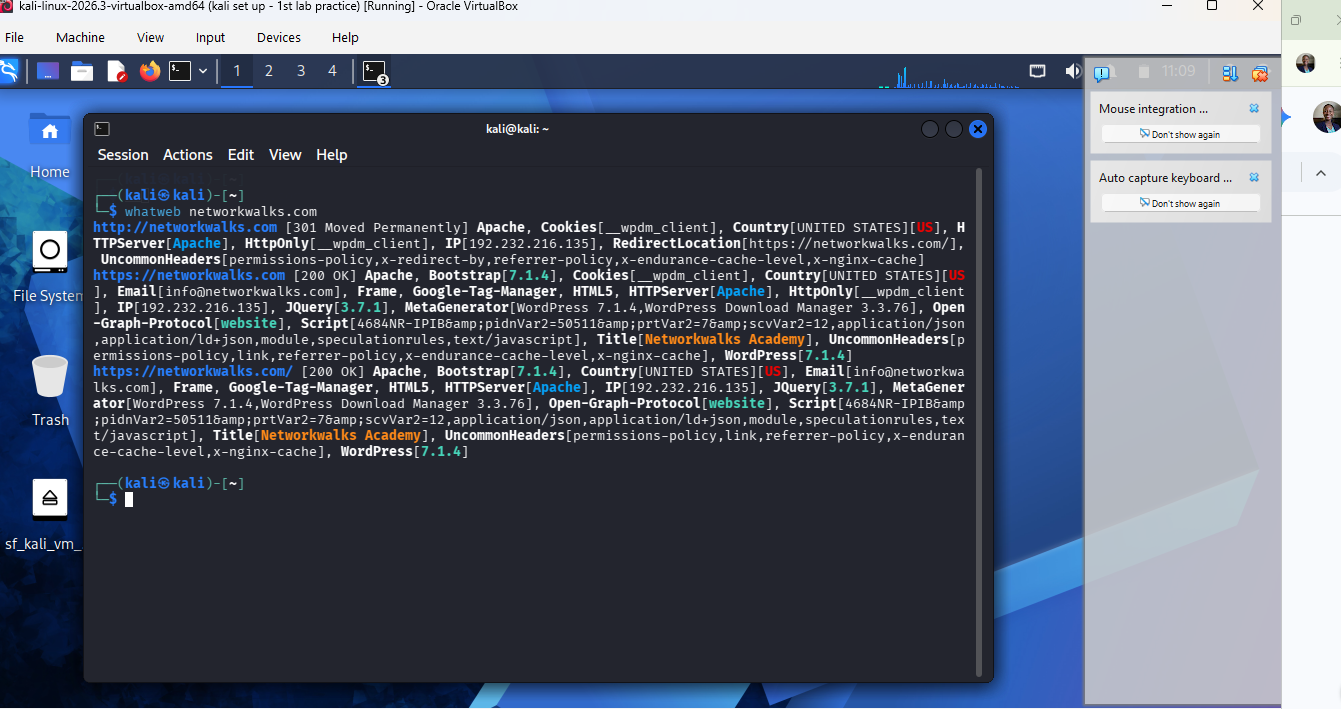 kali-linux-2026.3-virtualbox-amd64 (kali set up - 1st lab practice) [Running] - Oracle VirtualBox
File Machine View Input Devices Help
1 2 3 4 3 11:09
Mouse integration ...
Don't show again
Auto capture keyboard ...
Don't show again
Home
File System
Trash
sf_kali_vm_
kali@kali: ~
Session Actions Edit View Help
┌──(kali㉿kali)-[~]
└─$ whatweb networkwalks.com
http://networkwalks.com [301 Moved Permanently] Apache, Cookies[__wpdm_client], Country[UNITED STATES][US], H
TTPServer[Apache], HttpOnly[__wpdm_client], IP[192.232.216.135], RedirectLocation[https://networkwalks.com/],
UncommonHeaders[permissions-policy,x-redirect-by,referrer-policy,x-endurance-cache-level,x-nginx-cache]
https://networkwalks.com [200 OK] Apache, Bootstrap[7.1.4], Cookies[__wpdm_client], Country[UNITED STATES][US
], Email[info@networkwalks.com], Frame, Google-Tag-Manager, HTML5, HTTPServer[Apache], HttpOnly[__wpdm_client
], IP[192.232.216.135], JQuery[3.7.1], MetaGenerator[WordPress 7.1.4,WordPress Download Manager 3.3.76], Open
-Graph-Protocol[website], Script[4684NR-IPIB&amp;pidnVar2=50511&amp;prtVar2=7&amp;scvVar2=12,application/json
,application/ld+json,module,speculationrules,text/javascript], Title[Networkwalks Academy], UncommonHeaders[p
ermissions-policy,link,referrer-policy,x-endurance-cache-level,x-nginx-cache], WordPress[7.1.4]
https://networkwalks.com/ [200 OK] Apache, Bootstrap[7.1.4], Country[UNITED STATES][US], Email[info@networkwa
lks.com], Frame, Google-Tag-Manager, HTML5, HTTPServer[Apache], IP[192.232.216.135], JQuery[3.7.1], MetaGener
ator[WordPress 7.1.4,WordPress Download Manager 3.3.76], Open-Graph-Protocol[website], Script[4684NR-IPIB&amp
;pidnVar2=50511&amp;prtVar2=7&amp;scvVar2=12,application/json,application/ld+json,module,speculationrules,tex
t/javascript], Title[Networkwalks Academy], UncommonHeaders[permissions-policy,link,referrer-policy,x-enduran
ce-cache-level,x-nginx-cache], WordPress[7.1.4]
┌──(kali㉿kali)-[~]
└─$